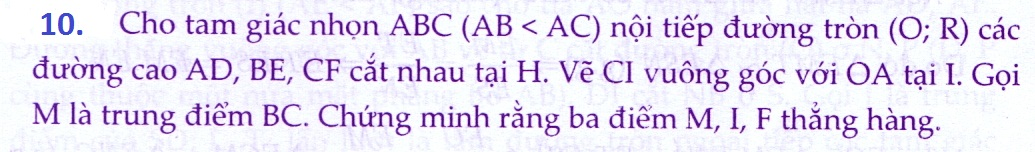 10. Cho tam giác nhọn ABC (AB < AC) nội tiếp đường tròn (O; R) các
đường cao AD, BE, CF cắt nhau tại H. Vẽ CI vuông góc với OA tại I. Gọi
M là trung điểm BC. Chứng minh rằng ba điểm M, I, F thẳng hàng.